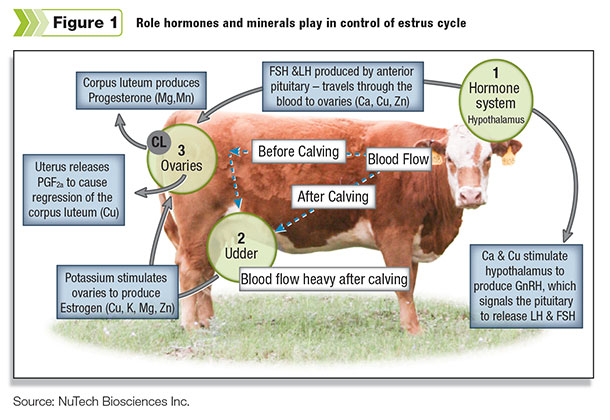 Figure 1 Role hormones and minerals play in control of estrus cycle
Corpus luteum produces
Progesterone (Mg,Mn)
FSH &LH produced by anterior
pituitary – travels through the
blood to ovaries (Ca, Cu, Zn)
1
Hormone
system
Hypothalamus
CL
3
Ovaries
Before Calving
Blood Flow
After Calving
Uterus releases
PGF2a to cause
regression of the
corpus luteum (Cu)
2
Udder
Blood flow heavy after calving
Potassium stimulates
ovaries to produce
Estrogen (Cu, K, Mg, Zn)
Ca & Cu stimulate
hypothalamus to
produce GnRH, which
signals the pituitary
to release LH & FSH
Source: NuTech Biosciences Inc.